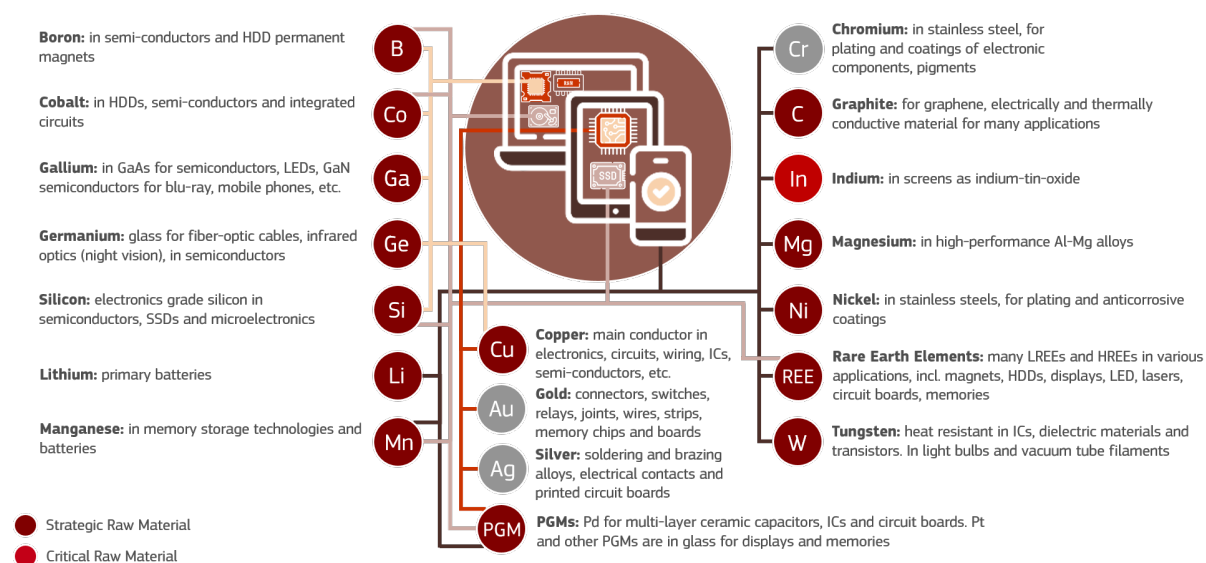 Boron: in semi-conductors and HDD permanent
magnets
B
Cobalt: in HDDs, semi-conductors and integrated
circuits
Co
Gallium: in GaAs for semiconductors, LEDs, GaN
semiconductors for blu-ray, mobile phones, etc.
Ga
Germanium: glass for fiber-optic cables, infrared
optics (night vision), in semiconductors
Ge
Silicon: electronics grade silicon in
semiconductors, SSDs and microelectronics
Si
Lithium: primary batteries
Li
Manganese: in memory storage technologies and
batteries
Mn
RAM
SSD
Cu
Copper: main conductor in
electronics, circuits, wiring, ICs,
semi-conductors, etc.
Au
Gold: connectors, switches,
relays, joints, wires, strips,
memory chips and boards
Ag
Silver: soldering and brazing
alloys, electrical contacts and
printed circuit boards
PGM
PGMs: Pd for multi-layer ceramic capacitors, ICs and circuit boards. Pt
and other PGMs are in glass for displays and memories
Cr
Chromium: in stainless steel, for
plating and coatings of electronic
components, pigments
C
Graphite: for graphene, electrically and thermally
conductive material for many applications
In
Indium: in screens as indium-tin-oxide
Mg
Magnesium: in high-performance Al-Mg alloys
Ni
Nickel: in stainless steels, for plating and anticorrosive
coatings
REE
Rare Earth Elements: many LREEs and HREEs in various
applications, incl. magnets, HDDs, displays, LED, lasers,
circuit boards, memories
W
Tungsten: heat resistant in ICs, dielectric materials and
transistors. In light bulbs and vacuum tube filaments
Strategic Raw Material
Critical Raw Material